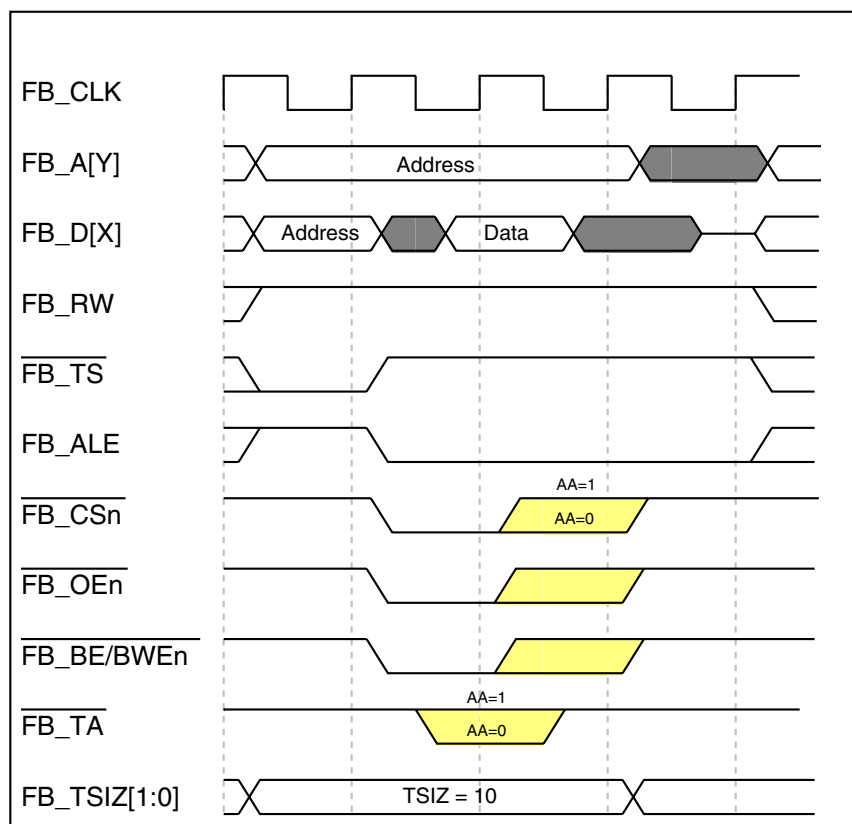 FB_CLK
FB_A[Y] Address
FB_D[X] Address Data
FB_RW
FB_TS
FB_ALE
AA=1
FB_CSn AA=0
FB_OEn
FB_BE/BWEn
AA=1
FB_TA AA=0
FB_TSIZ[1:0] TSIZ = 10